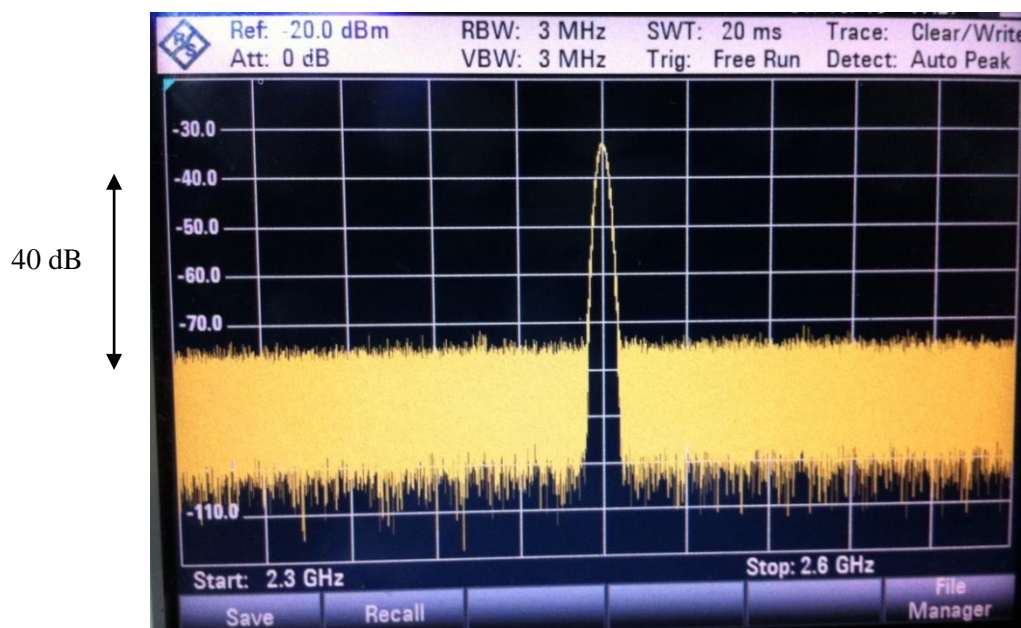 Ref: -20.0 dBm RBW: 3 MHz SWT: 20 ms Trace: Clear/Write
Att: 0 dB VBW: 3 MHz Trig: Free Run Detect: Auto Peak
R S
-30.0
-40.0
-50.0
40 dB
-60.0
-70.0
-110.0
Start: 2.3 GHz Stop: 2.6 GHz
Save Recall File
Manager